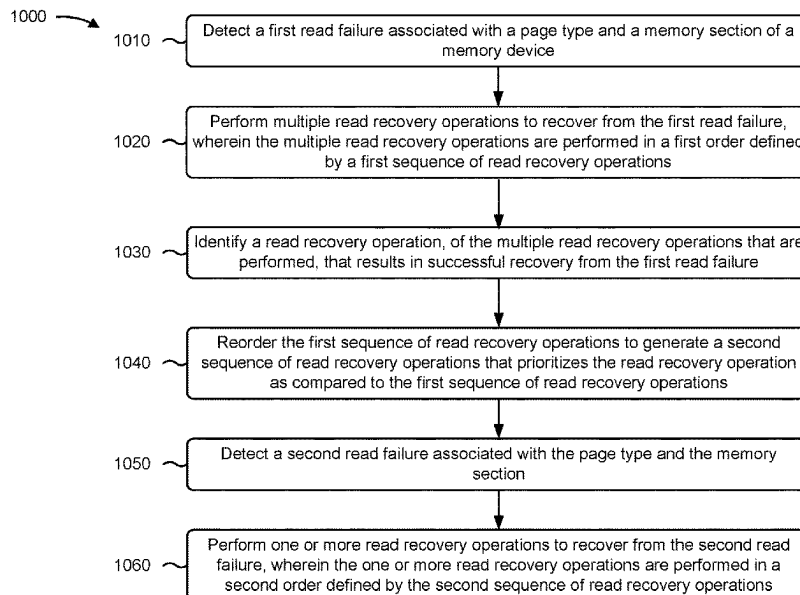 1000
1010
Detect a first read failure associated with a page type and a memory section of a
memory device
1020
Perform multiple read recovery operations to recover from the first read failure,
wherein the multiple read recovery operations are performed in a first order defined
by a first sequence of read recovery operations
1030
Identify a read recovery operation, of the multiple read recovery operations that are
performed, that results in successful recovery from the first read failure
1040
Reorder the first sequence of read recovery operations to generate a second
sequence of read recovery operations that prioritizes the read recovery operation
as compared to the first sequence of read recovery operations
1050
Detect a second read failure associated with the page type and the memory
section
1060
Perform one or more read recovery operations to recover from the second read
failure, wherein the one or more read recovery operations are performed in a
second order defined by the second sequence of read recovery operations